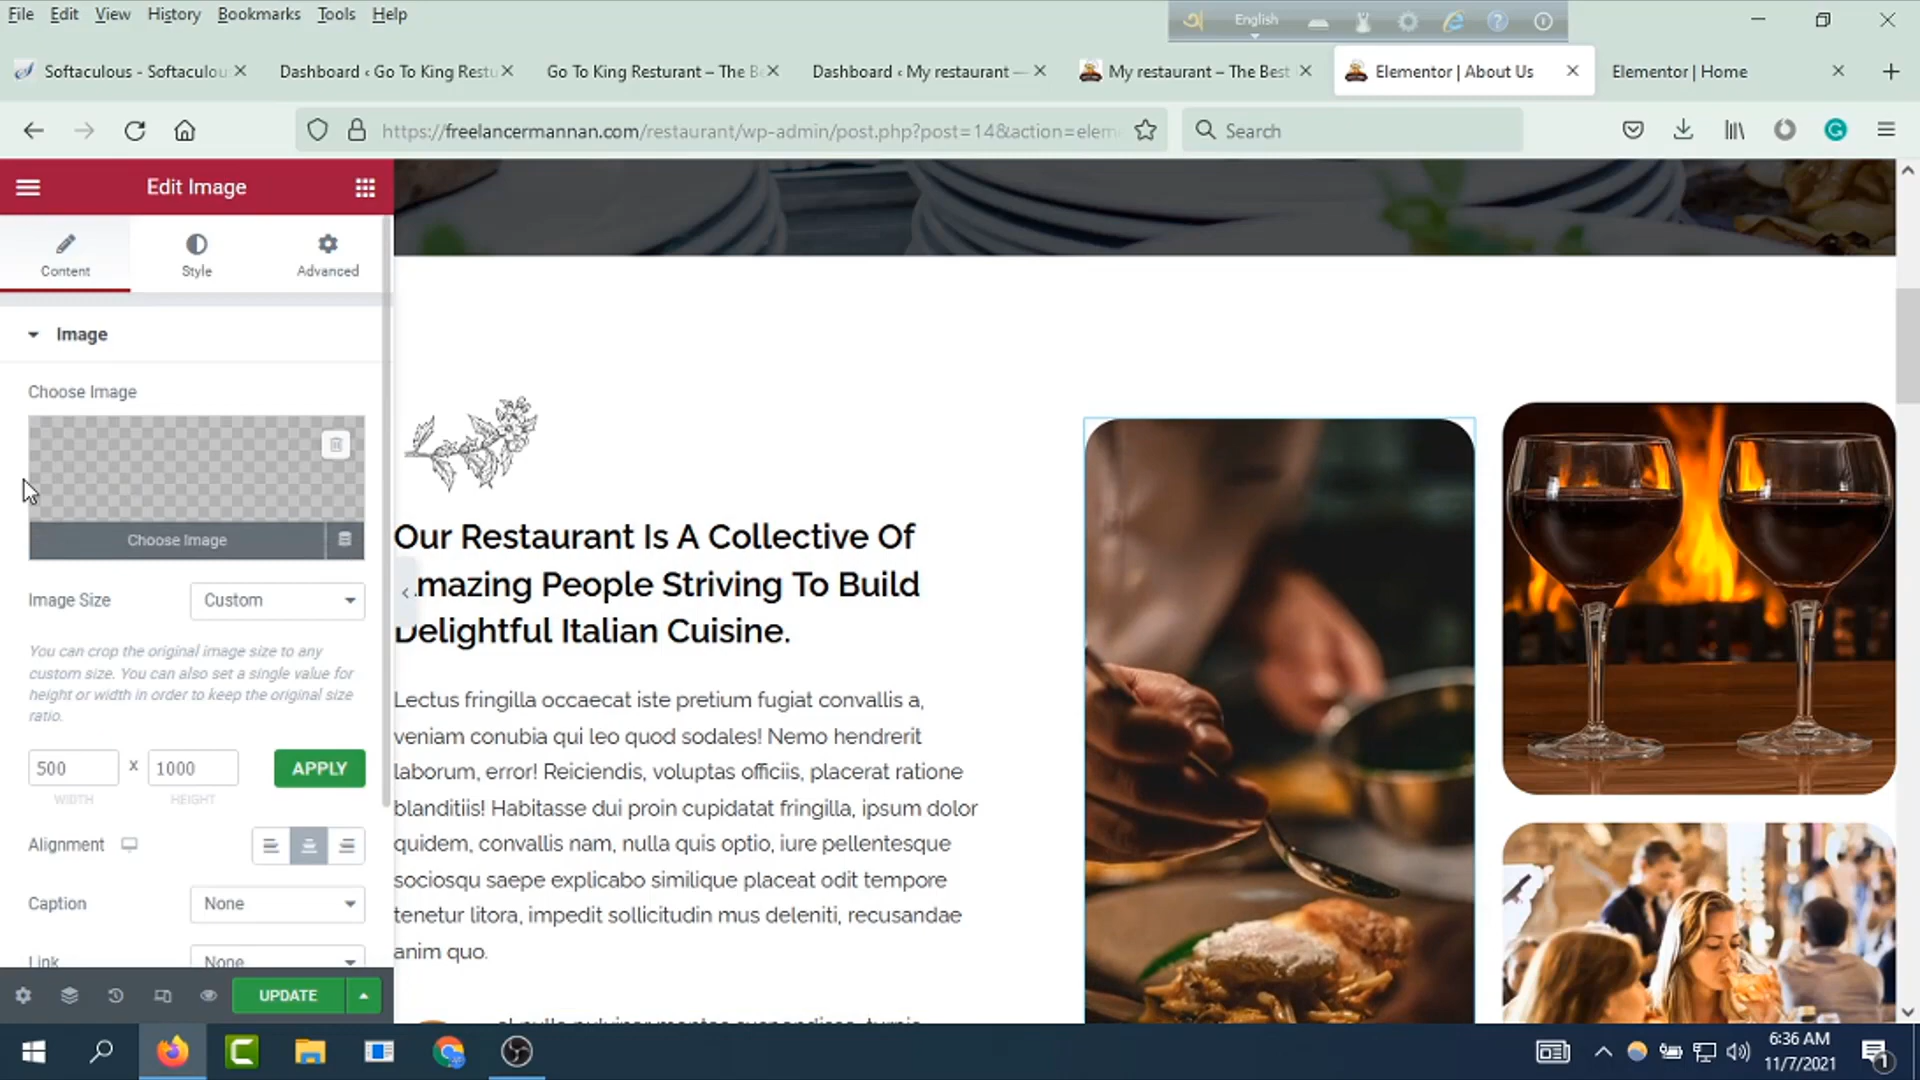 File Edit View History Bookmarks Tools Help
English
Softaculous - Softaculou
Dashboard ‹ Go To King Restu
Go To King Resturant – The B
Dashboard ‹ My restaurant —
My restaurant – The Best
Elementor | About Us
Elementor | Home
https://freelancermannan.com/restaurant/wp-admin/post.php?post=14&action=elem
Search
Edit Image
Content
Style
Advanced
Image
Choose Image
Choose Image
Image Size
Custom
You can crop the original image size to any
custom size. You can also set a single value for
height or width in order to keep the original size
ratio.
500 x 1000 APPLY
WIDTH HEIGHT
Alignment
Caption
None
Link
None
UPDATE
Our Restaurant Is A Collective Of
mazing People Striving To Build
Delightful Italian Cuisine.
Lectus fringilla occaecat iste pretium fugiat convallis a,
veniam conubia qui leo quod sodales! Nemo hendrerit
laborum, error! Reiciendis, voluptas officiis, placerat ratione
blanditiis! Habitasse dui proin cupidatat fringilla, ipsum dolor
quidem, convallis nam, nulla quis optio, iure pellentesque
sociosqu saepe explicabo similique placeat odit tempore
tenetur litora, impedit sollicitudin mus deleniti, recusandae
anim quo.
6:36 AM
11/7/2021
1